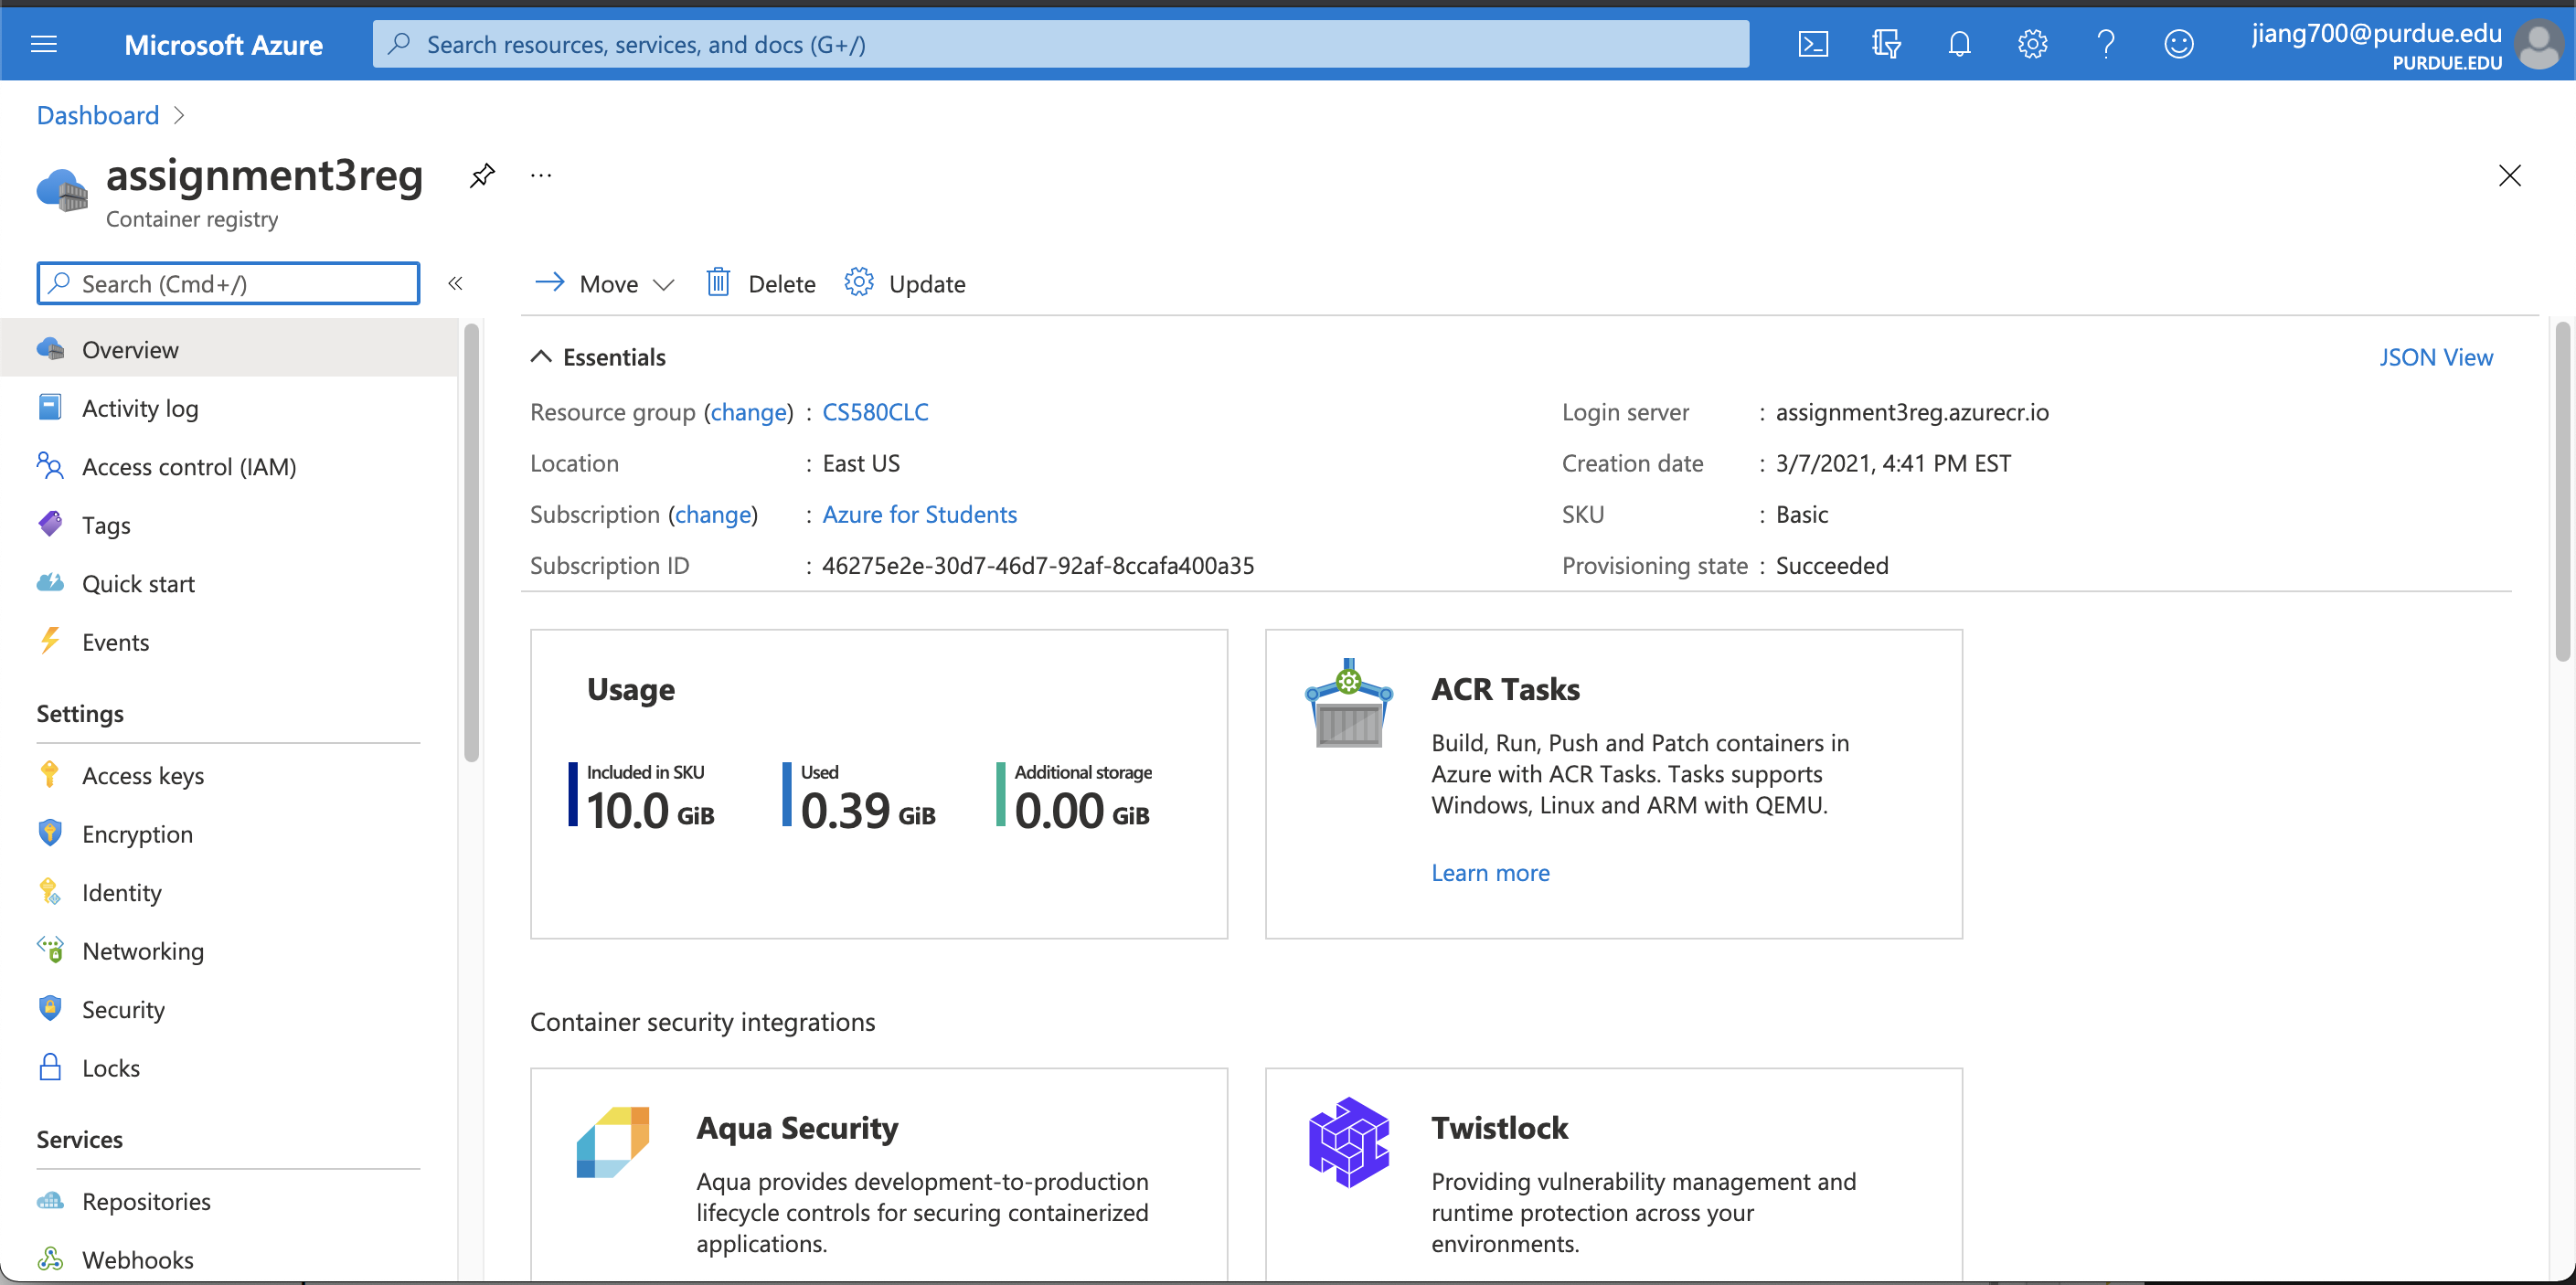 Microsoft Azure
Search resources, services, and docs (G+/)
jiang700@purdue.edu
PURDUE.EDU
Dashboard
assignment3reg
...
Container registry
Search (Cmd+/)
«
Move
Delete
Update
Overview
Activity log
Access control (IAM)
Tags
Quick start
Events
Settings
Access keys
Encryption
Identity
Networking
Security
Locks
Services
Repositories
Webhooks
Essentials
JSON View
Resource group (change) : CS580CLC
Location : East US
Subscription (change) : Azure for Students
Subscription ID : 46275e2e-30d7-46d7-92af-8ccafa400a35
Login server : assignment3reg.azurecr.io
Creation date : 3/7/2021, 4:41 PM EST
SKU : Basic
Provisioning state : Succeeded
Usage
Included in SKU
10.0 GiB
Used
0.39 GiB
Additional storage
0.00 GiB
ACR Tasks
Build, Run, Push and Patch containers in
Azure with ACR Tasks. Tasks supports
Windows, Linux and ARM with QEMU.
Learn more
Container security integrations
Aqua Security
Aqua provides development-to-production
lifecycle controls for securing containerized
applications.
Twistlock
Providing vulnerability management and
runtime protection across your
environments.